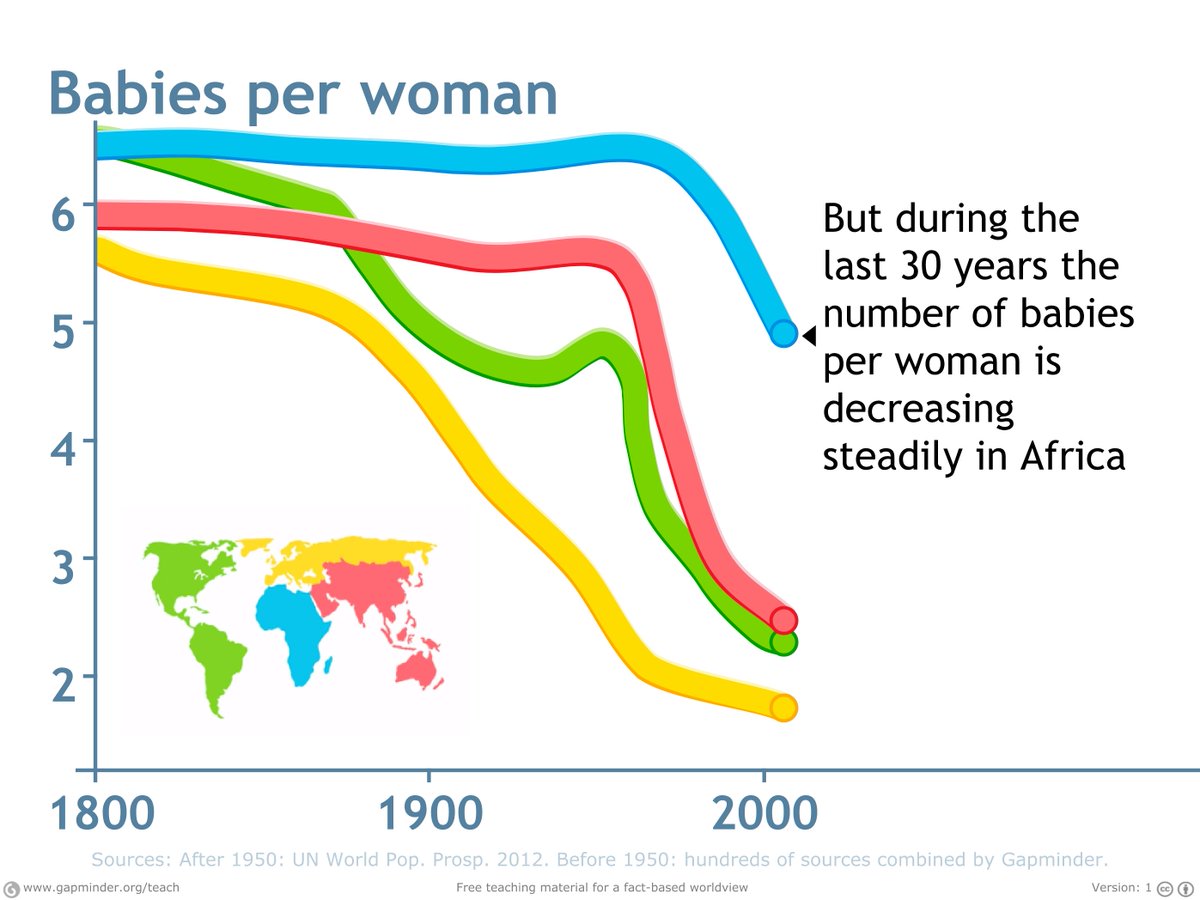 Babies per woman
6
5
4
3
2
But during the
last 30 years the
number of babies
per woman is
decreasing
steadily in Africa
1800 1900 2000
Sources: After 1950: UN World Pop. Prosp. 2012. Before 1950: hundreds of sources combined by Gapminder.
www.gapminder.org/teach Free teaching material for a fact-based worldview Version: 1 cc